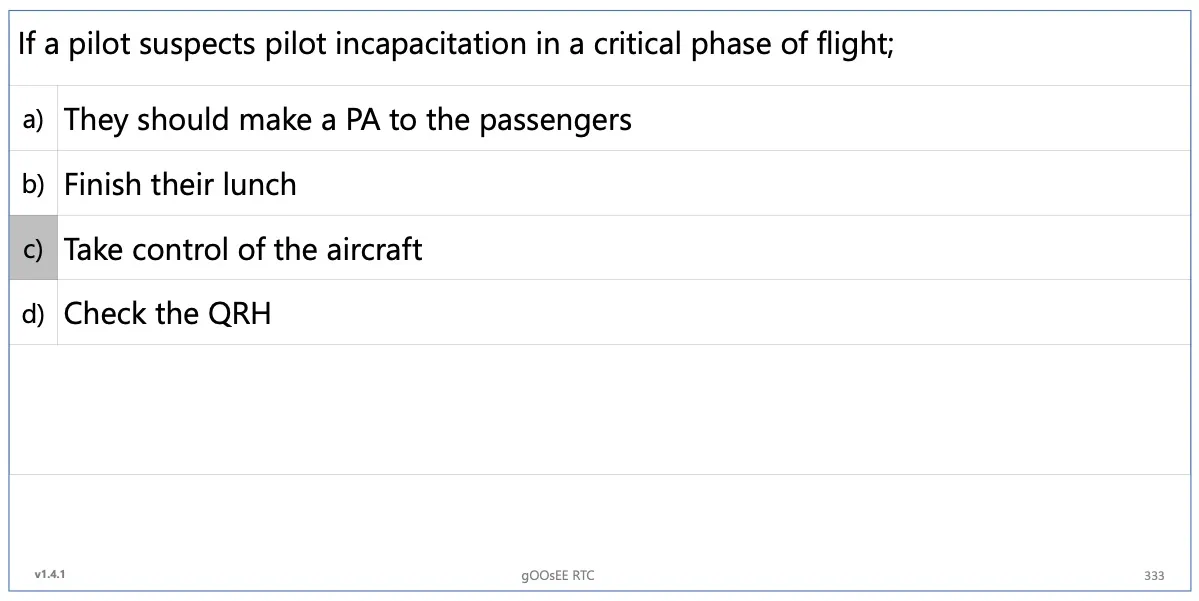 If a pilot suspects pilot incapacitation in a critical phase of flight;
a) They should make a PA to the passengers
b) Finish their lunch
c) Take control of the aircraft
d) Check the QRH
v1.4.1 gOOsEE RTC 333